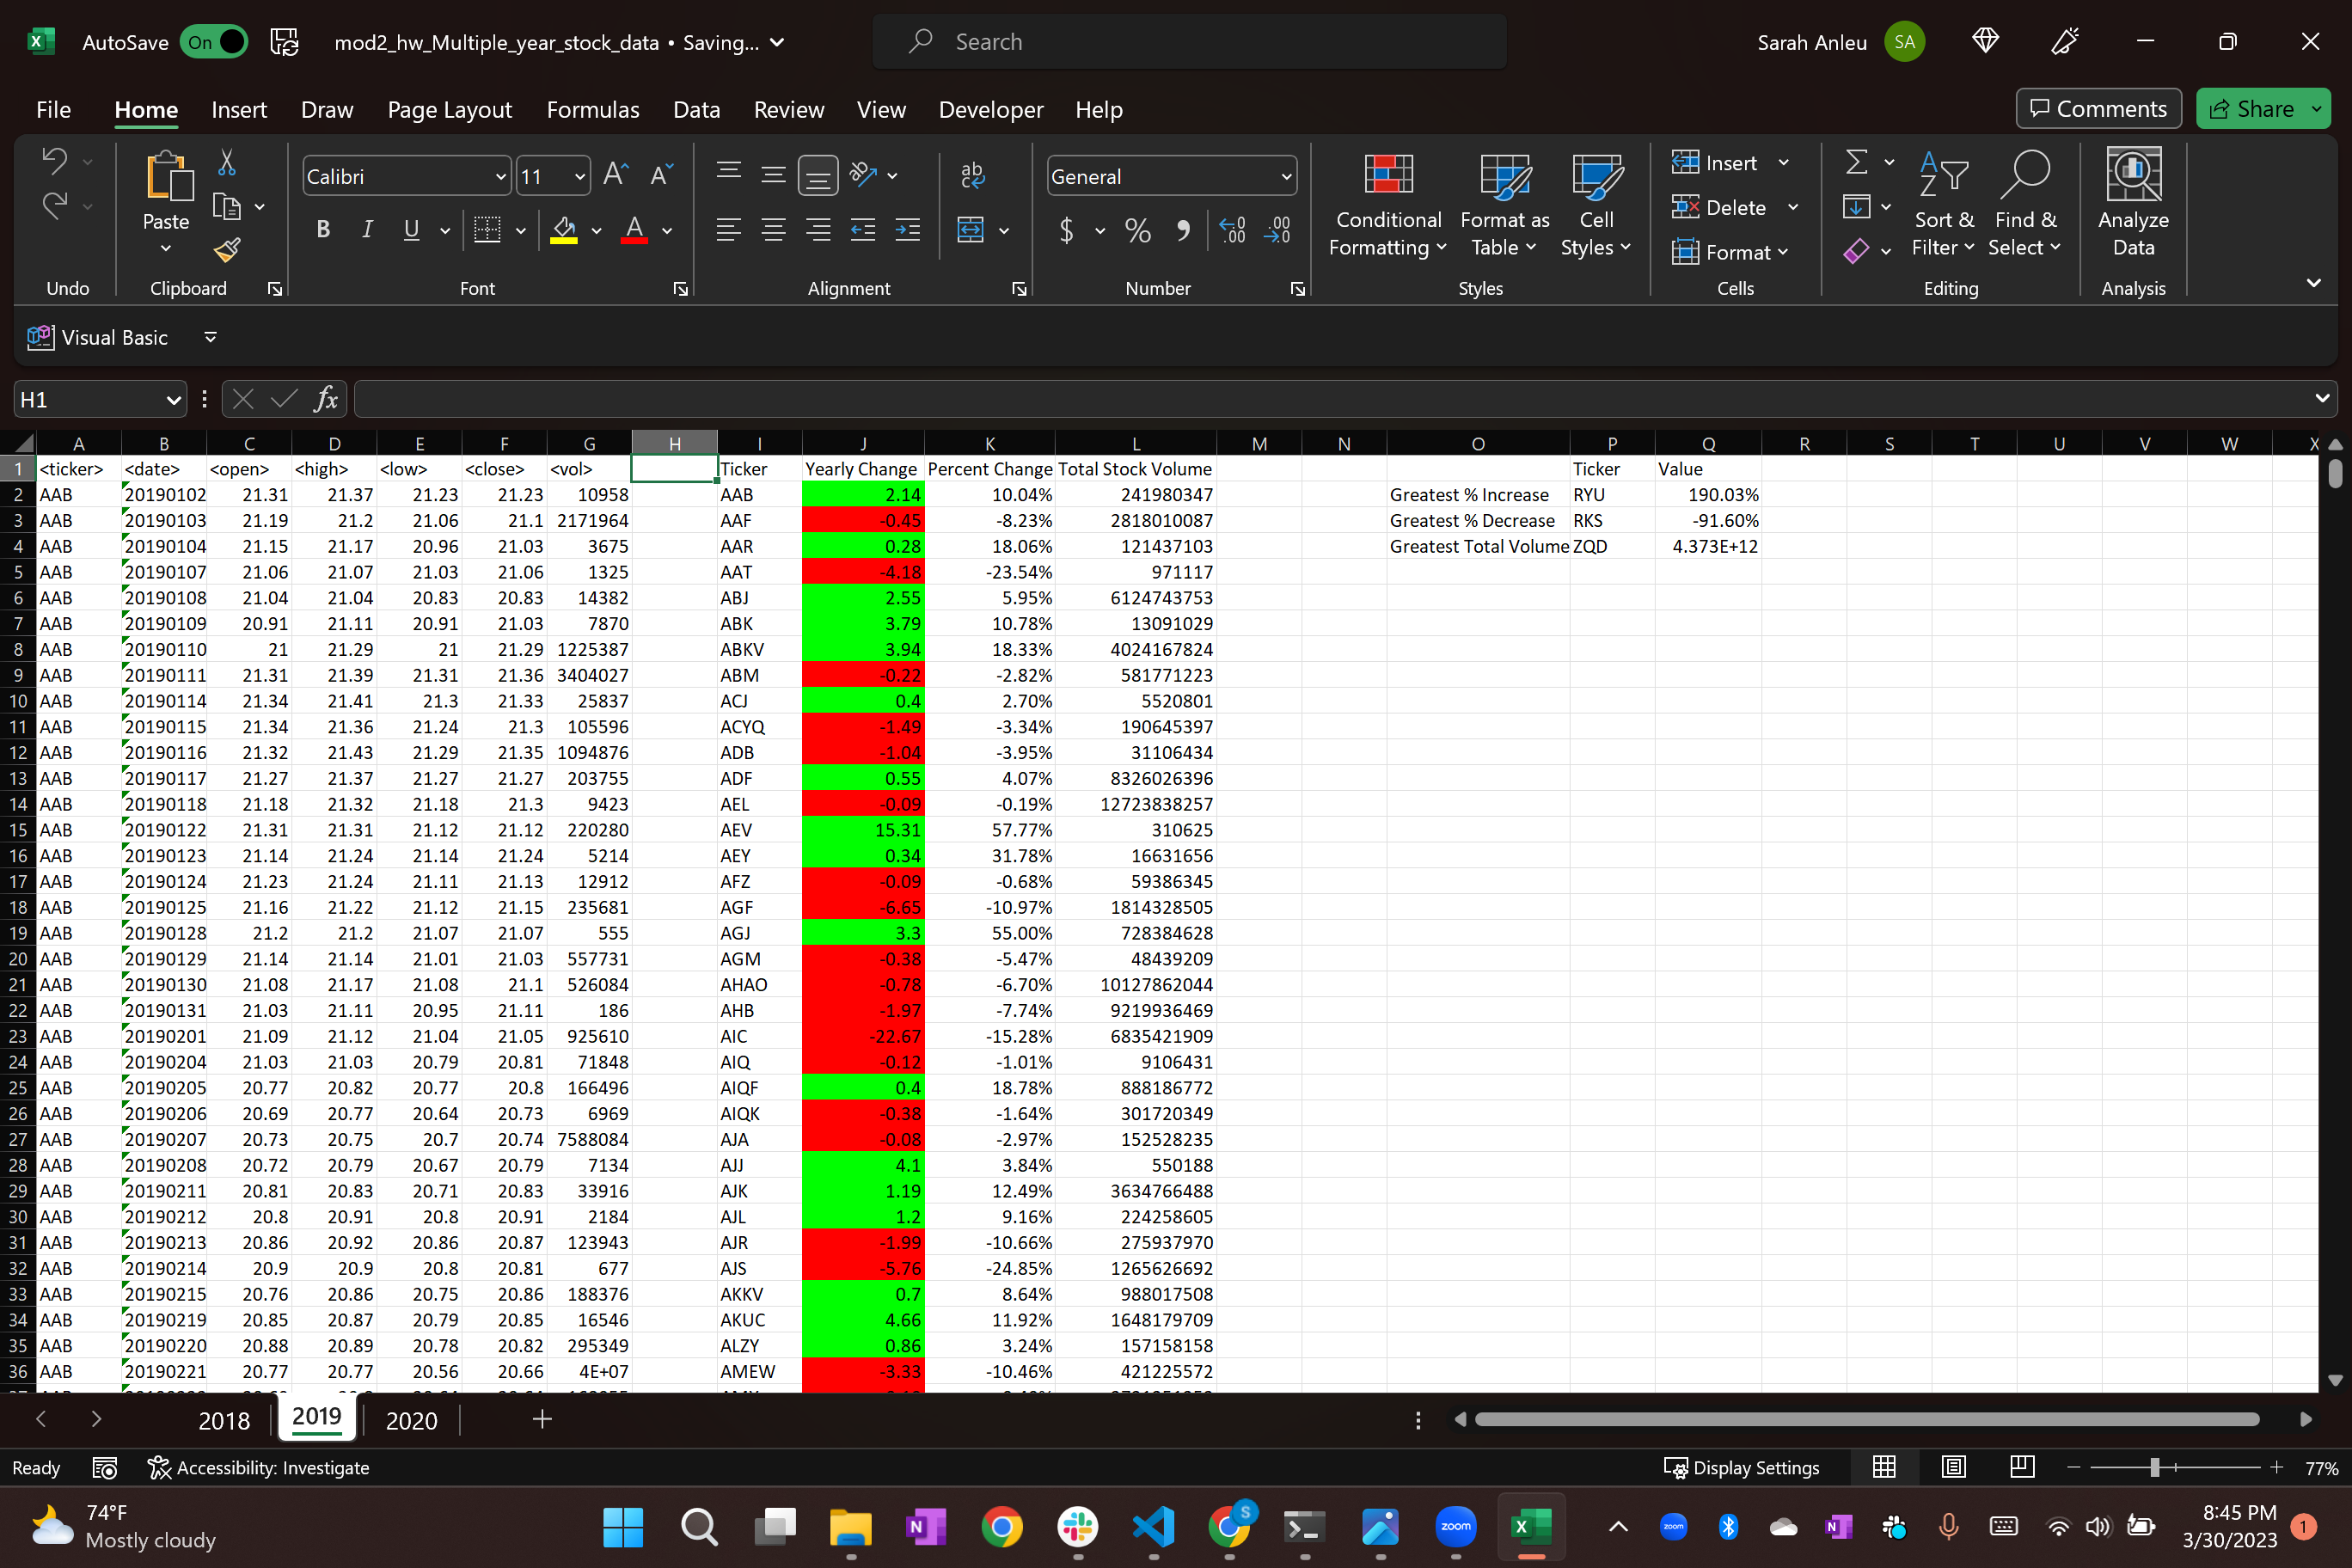 AutoSave On mod2_hw_Multiple_year_stock_data • Saving... Search Sarah Anleu SA
File Home Insert Draw Page Layout Formulas Data Review View Developer Help Comments Share
Calibri 11 General
Paste Conditional Formatting Format as Table Cell Styles Insert Delete Format Sort & Filter Find & Select Analyze Data
Undo Clipboard Font Alignment Number Styles Cells Editing Analysis
Visual Basic
H1 fx
A B C D E F G H I J K L M N O P Q R S T U V W X
1 <ticker> <date> <open> <high> <low> <close> <vol> Ticker Yearly Change Percent Change Total Stock Volume Ticker Value
2 AAB 20190102 21.31 21.37 21.23 21.23 10958 AAB 2.14 10.04% 241980347 Greatest % Increase RYU 190.03%
3 AAB 20190103 21.19 21.2 21.06 21.1 2171964 AAF -0.45 -8.23% 2818010087 Greatest % Decrease RKS -91.60%
4 AAB 20190104 21.15 21.17 20.96 21.03 3675 AAR 0.28 18.06% 121437103 Greatest Total Volume ZQD 4.373E+12
5 AAB 20190107 21.06 21.07 21.03 21.06 1325 AAT -4.18 -23.54% 971117
6 AAB 20190108 21.04 21.04 20.83 20.83 14382 ABJ 2.55 5.95% 6124743753
7 AAB 20190109 20.91 21.11 20.91 21.03 7870 ABK 3.79 10.78% 13091029
8 AAB 20190110 21 21.29 21 21.29 1225387 ABKV 3.94 18.33% 4024167824
9 AAB 20190111 21.31 21.39 21.31 21.36 3404027 ABM -0.22 -2.82% 581771223
10 AAB 20190114 21.34 21.41 21.3 21.33 25837 ACJ 0.4 2.70% 5520801
11 AAB 20190115 21.34 21.36 21.24 21.3 105596 ACYQ -1.49 -3.34% 190645397
12 AAB 20190116 21.32 21.43 21.29 21.35 1094876 ADB -1.04 -3.95% 31106434
13 AAB 20190117 21.27 21.37 21.27 21.27 203755 ADF 0.55 4.07% 8326026396
14 AAB 20190118 21.18 21.32 21.18 21.3 9423 AEL -0.09 -0.19% 12723838257
15 AAB 20190122 21.31 21.31 21.12 21.12 220280 AEV 15.31 57.77% 310625
16 AAB 20190123 21.14 21.24 21.14 21.24 5214 AEY 0.34 31.78% 16631656
17 AAB 20190124 21.23 21.24 21.11 21.13 12912 AFZ -0.09 -0.68% 59386345
18 AAB 20190125 21.16 21.22 21.12 21.15 235681 AGF -6.65 -10.97% 1814328505
19 AAB 20190128 21.2 21.2 21.07 21.07 555 AGJ 3.3 55.00% 728384628
20 AAB 20190129 21.14 21.14 21.01 21.03 557731 AGM -0.38 -5.47% 48439209
21 AAB 20190130 21.08 21.17 21.08 21.1 526084 AHAO -0.78 -6.70% 10127862044
22 AAB 20190131 21.03 21.11 20.95 21.11 186 AHB -1.97 -7.74% 9219936469
23 AAB 20190201 21.09 21.12 21.04 21.05 925610 AIC -22.67 -15.28% 6835421909
24 AAB 20190204 21.03 21.03 20.79 20.81 71848 AIQ -0.12 -1.01% 9106431
25 AAB 20190205 20.77 20.82 20.77 20.8 166496 AIQF 0.4 18.78% 888186772
26 AAB 20190206 20.69 20.77 20.64 20.73 6969 AIQK -0.38 -1.64% 301720349
27 AAB 20190207 20.73 20.75 20.7 20.74 7588084 AJA -0.08 -2.97% 152528235
28 AAB 20190208 20.72 20.79 20.67 20.79 7134 AJJ 4.1 3.84% 550188
29 AAB 20190211 20.81 20.83 20.71 20.83 33916 AJK 1.19 12.49% 3634766488
30 AAB 20190212 20.8 20.91 20.8 20.91 2184 AJL 1.2 9.16% 224258605
31 AAB 20190213 20.86 20.92 20.86 20.87 123943 AJR -1.99 -10.66% 275937970
32 AAB 20190214 20.9 20.9 20.8 20.81 677 AJS -5.76 -24.85% 1265626692
33 AAB 20190215 20.76 20.86 20.75 20.86 188376 AKKV 0.7 8.64% 988017508
34 AAB 20190219 20.85 20.87 20.79 20.85 16546 AKUC 4.66 11.92% 1648179709
35 AAB 20190220 20.88 20.89 20.78 20.82 295349 ALZY 0.86 3.24% 157158158
36 AAB 20190221 20.77 20.77 20.56 20.66 4E+07 AMEW -3.33 -10.46% 421225572
2018 2019 2020
Ready Accessibility: Investigate Display Settings 77%
74°F 8:45 PM
Mostly cloudy 3/30/2023 1